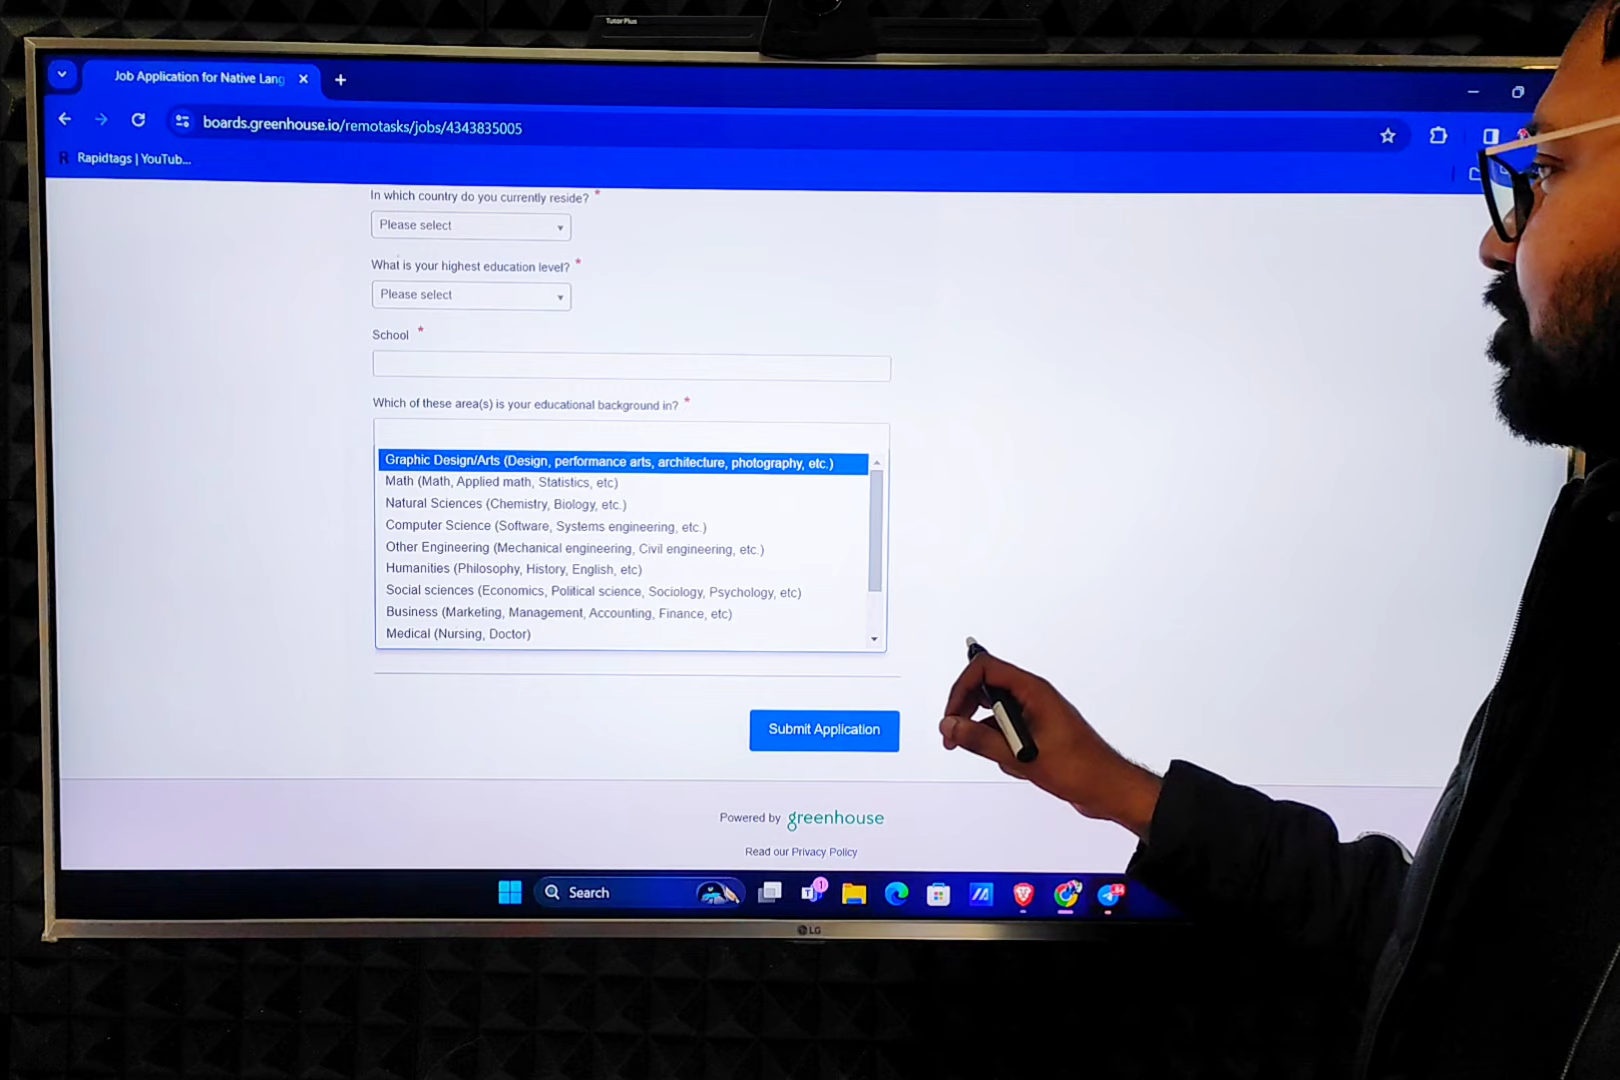 Tutor Plus
Job Application for Native Lang
boards.greenhouse.io/remotasks/jobs/4343835005
Rapidtags | YouTub...
In which country do you currently reside? *
Please select
What is your highest education level? *
Please select
School *
Which of these area(s) is your educational background in? *
Graphic Design/Arts (Design, performance arts, architecture, photography, etc.)
Math (Math, Applied math, Statistics, etc)
Natural Sciences (Chemistry, Biology, etc.)
Computer Science (Software, Systems engineering, etc.)
Other Engineering (Mechanical engineering, Civil engineering, etc.)
Humanities (Philosophy, History, English, etc)
Social sciences (Economics, Political science, Sociology, Psychology, etc)
Business (Marketing, Management, Accounting, Finance, etc)
Medical (Nursing, Doctor)
Submit Application
Powered by greenhouse
Read our Privacy Policy
Search
1
LG